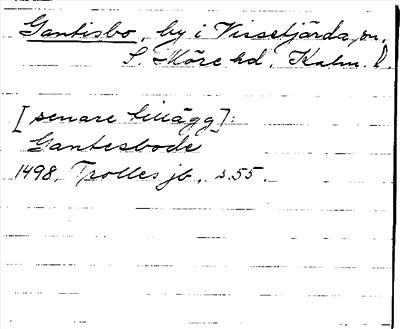 Gantisbo, by i Vissefjärda sn,
S. Möre hd, Kalm. l.
[senare tillägg]:
Gantesbode
1498, Trolles jb, s.55.